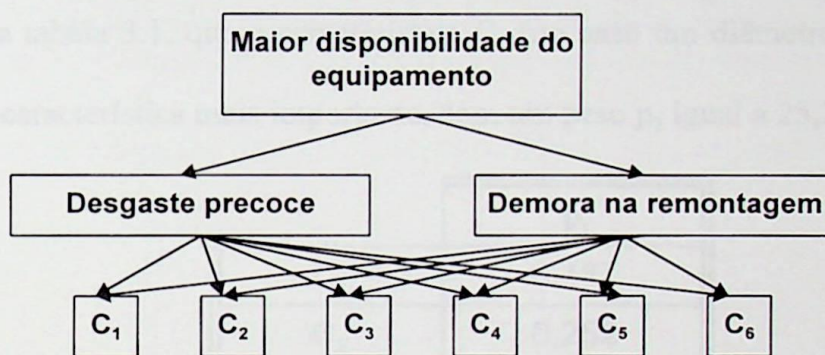 Maior disponibilidade do
equipamento
Desgaste precoce
Demora na remontagem
C₁
C₂
C₃
C₄
C₅
C₆